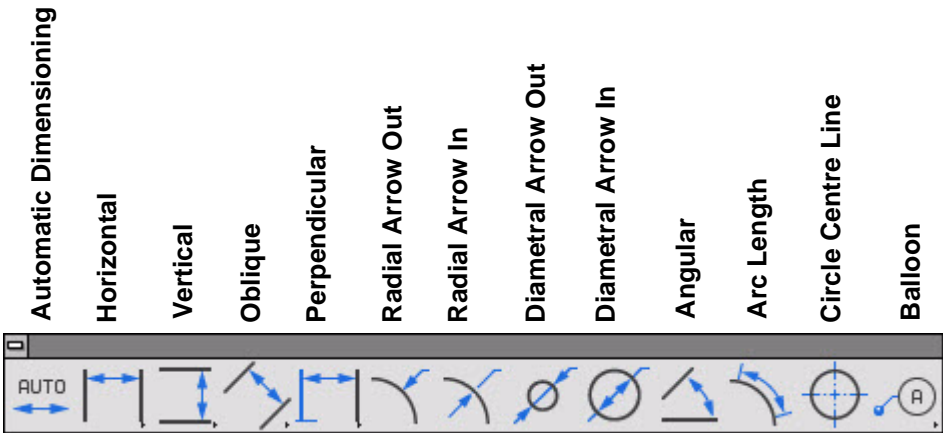 Automatic Dimensioning
Horizontal
Vertical
Oblique
Perpendicular
Radial Arrow Out
Radial Arrow In
Diametral Arrow Out
Diametral Arrow In
Angular
Arc Length
Circle Centre Line
Balloon
AUTO
A